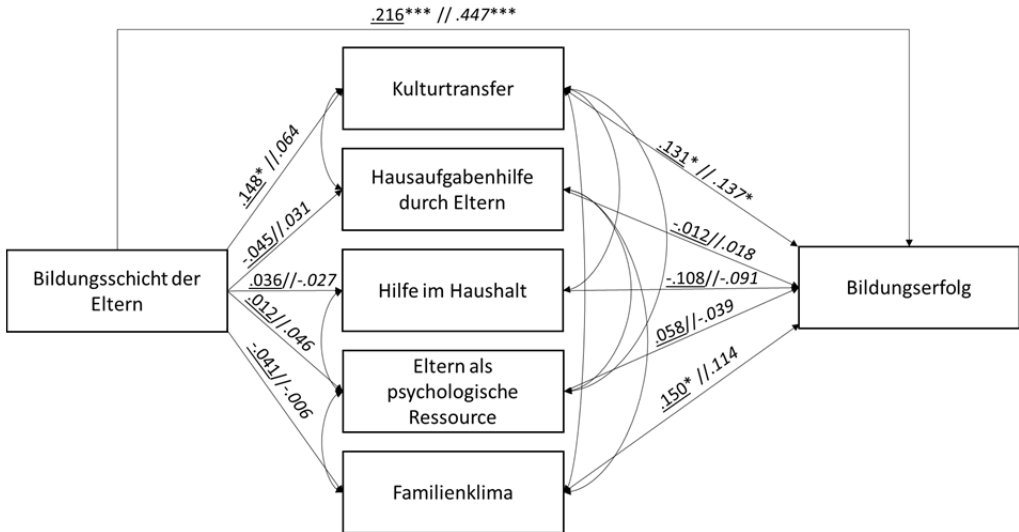 .216*** // .447***
Kulturtransfer
.148* //.064
.131* // .137*
Hausaufgabenhilfe
durch Eltern
-.045//.031
-.012//.018
Bildungsschicht der
Eltern
.036//-.027
Hilfe im Haushalt
-.108//-.091
Bildungserfolg
.012//.046
.058//-.039
Eltern als
psychologische
Ressource
-.041//-.006
.150* //.114
Familienklima